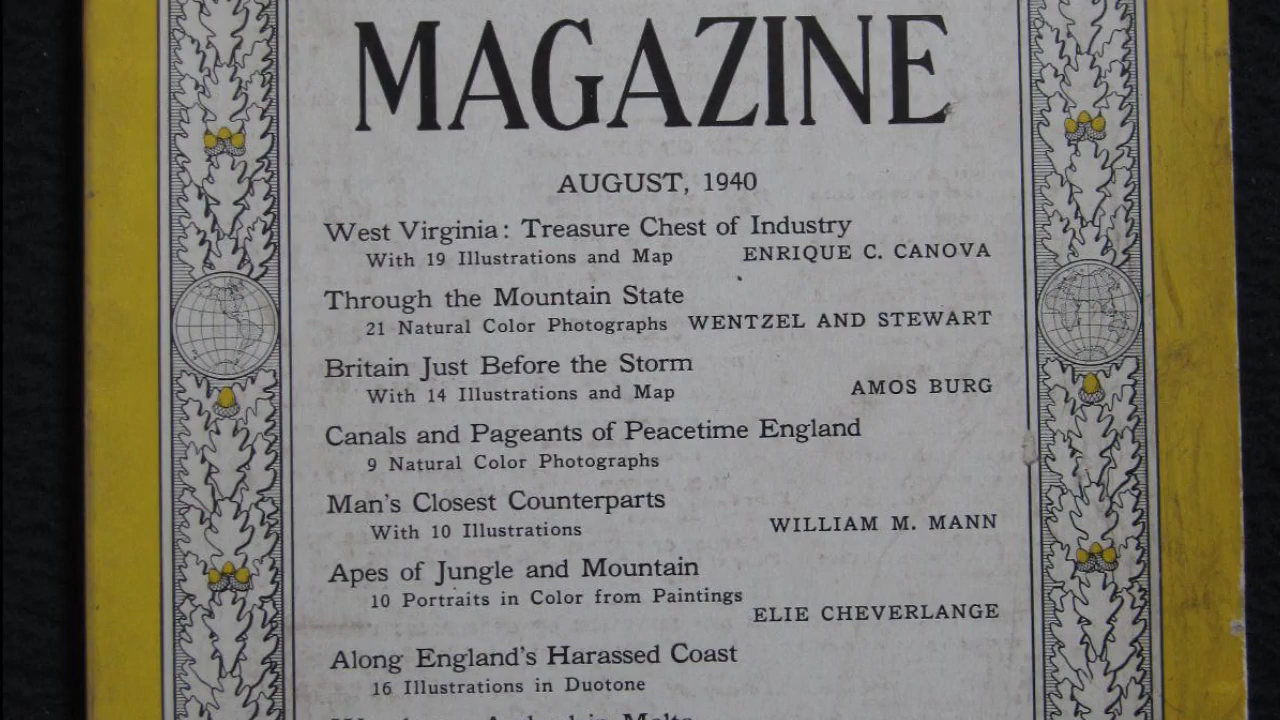 MAGAZINE
AUGUST, 1940
West Virginia: Treasure Chest of Industry
With 19 Illustrations and Map ENRIQUE C. CANOVA
Through the Mountain State
21 Natural Color Photographs WENTZEL AND STEWART
Britain Just Before the Storm
With 14 Illustrations and Map AMOS BURG
Canals and Pageants of Peacetime England
9 Natural Color Photographs
Man's Closest Counterparts
With 10 Illustrations WILLIAM M. MANN
Apes of Jungle and Mountain
10 Portraits in Color from Paintings
ELIE CHEVERLANGE
Along England's Harassed Coast
16 Illustrations in Duotone